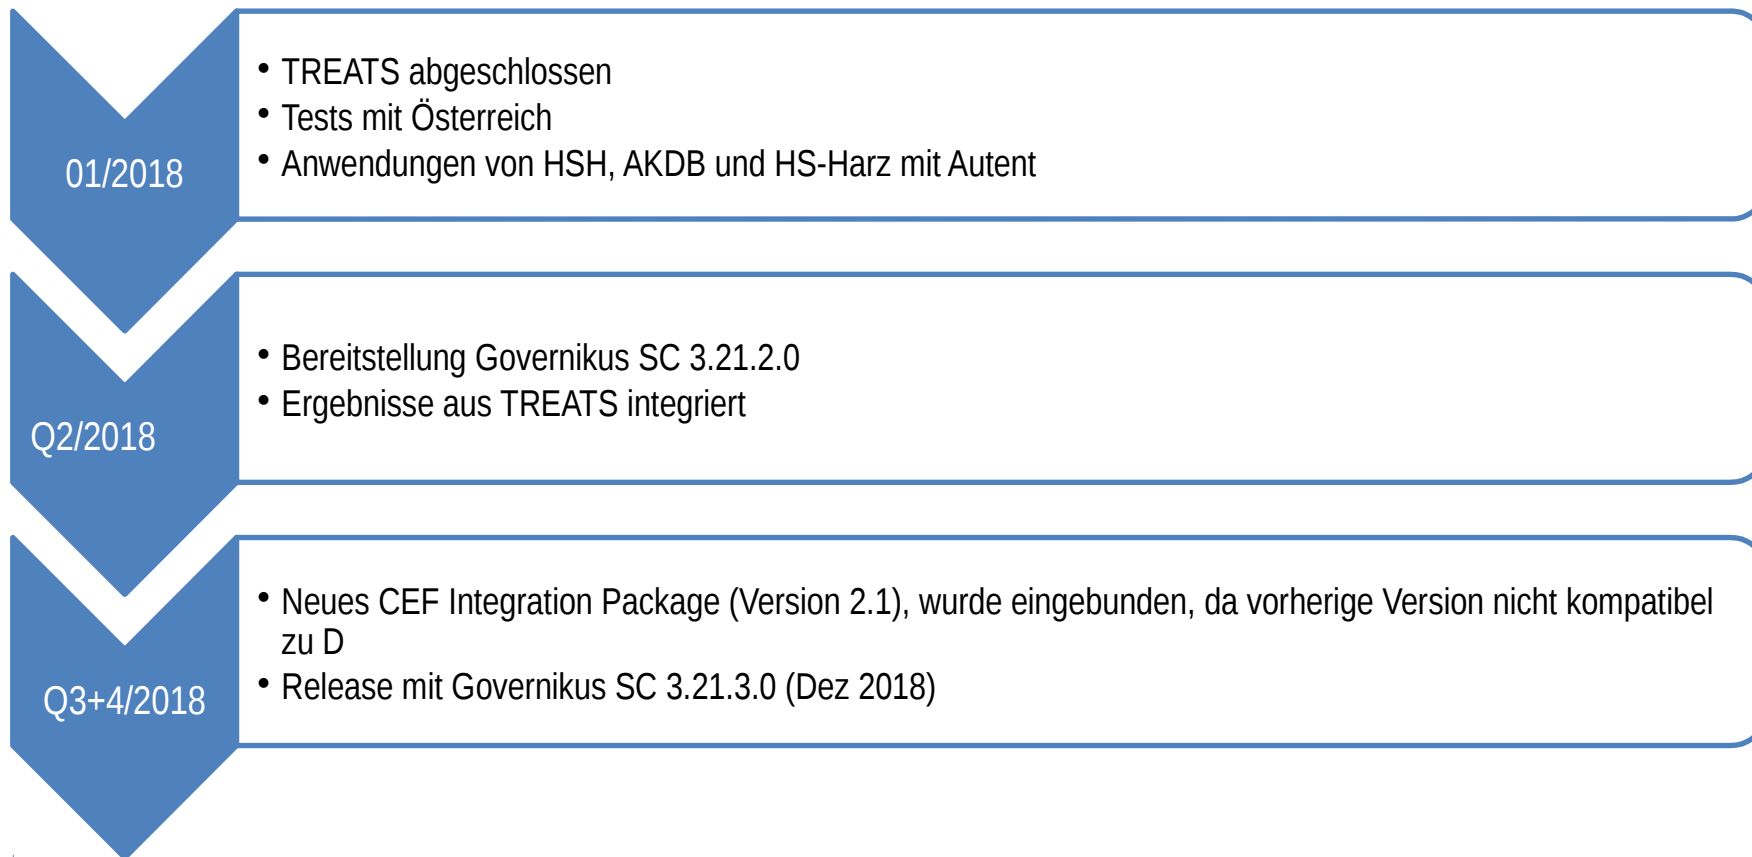 01/2018
• TREATS abgeschlossen
• Tests mit Österreich
• Anwendungen von HSH, AKDB und HS-Harz mit Autent
Q2/2018
• Bereitstellung Governikus SC 3.21.2.0
• Ergebnisse aus TREATS integriert
Q3+4/2018
• Neues CEF Integration Package (Version 2.1), wurde eingebunden, da vorherige Version nicht kompatibel
zu D
• Release mit Governikus SC 3.21.3.0 (Dez 2018)